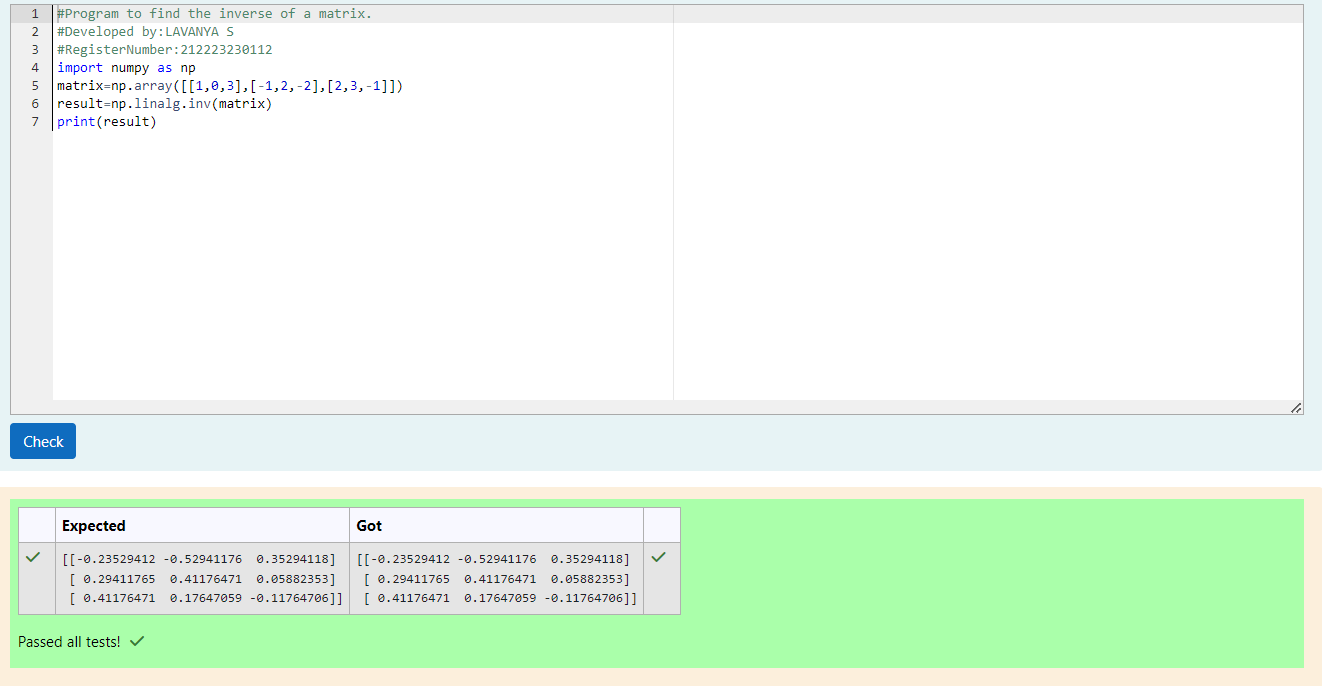 1 #Program to find the inverse of a matrix.
2 #Developed by:LAVANYA S
3 #RegisterNumber:212223230112
4 import numpy as np
5 matrix=np.array([[1,0,3],[-1,2,-2],[2,3,-1]])
6 result=np.linalg.inv(matrix)
7 print(result)
Check
Expected Got
[[-0.23529412 -0.52941176  0.35294118] [[-0.23529412 -0.52941176  0.35294118]
[ 0.29411765  0.41176471  0.05882353] [ 0.29411765  0.41176471  0.05882353]
[ 0.41176471  0.17647059 -0.11764706]] [ 0.41176471  0.17647059 -0.11764706]]
Passed all tests! ✓